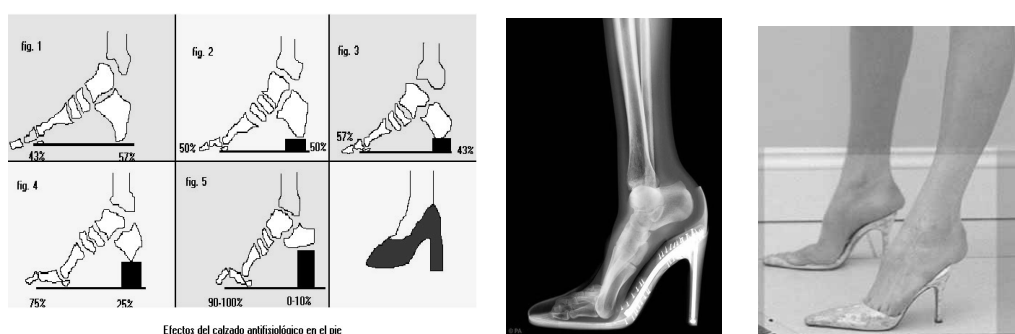 fig. 1
43%
57%
fig. 2
50%
50%
fig. 3
57%
43%
fig. 4
75%
25%
fig. 5
90-100%
0-10%
Efectos del calzado antifisiológico en el pie
© PA